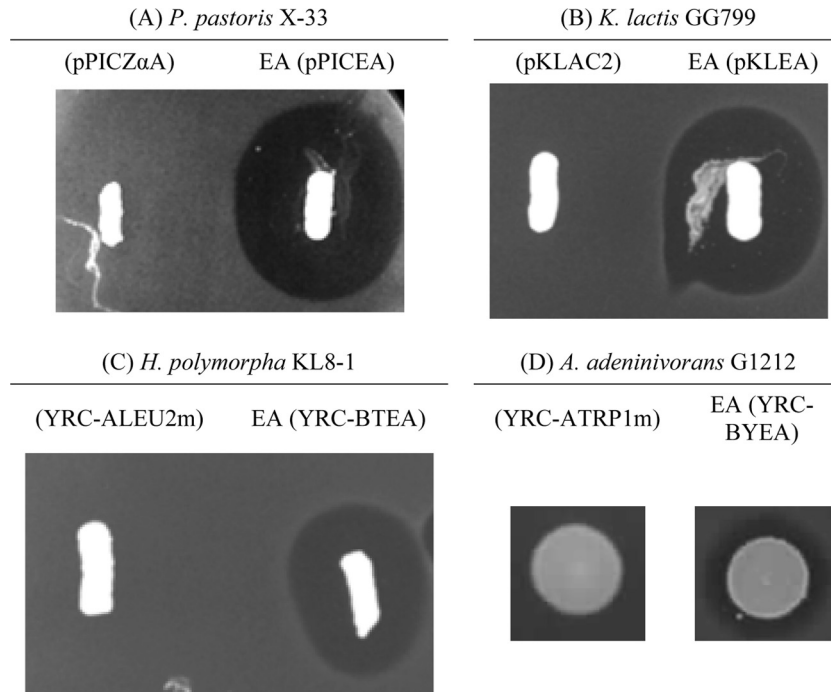 (A) P. pastoris X-33
(pPICZαA) EA (pPICEA)
(B) K. lactis GG799
(pKLAC2) EA (pKLEA)
(C) H. polymorpha KL8-1
(YRC-ALEU2m) EA (YRC-BTEA)
(D) A. adeninivorans G1212
(YRC-ATRP1m) EA (YRC-
BYEA)